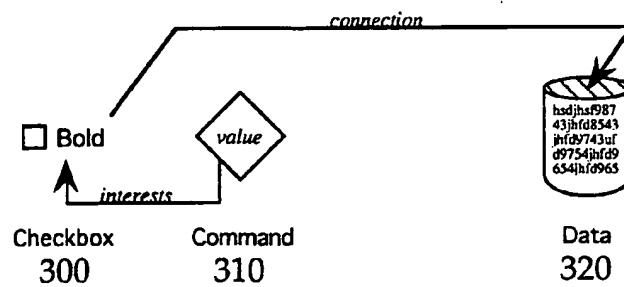 connection
Bold
value
hsdjhsf987
43jhfd8543
jhfd9743uf
d9754jhfd9
654jhfd965
interests
Checkbox
300
Command
310
Data
320